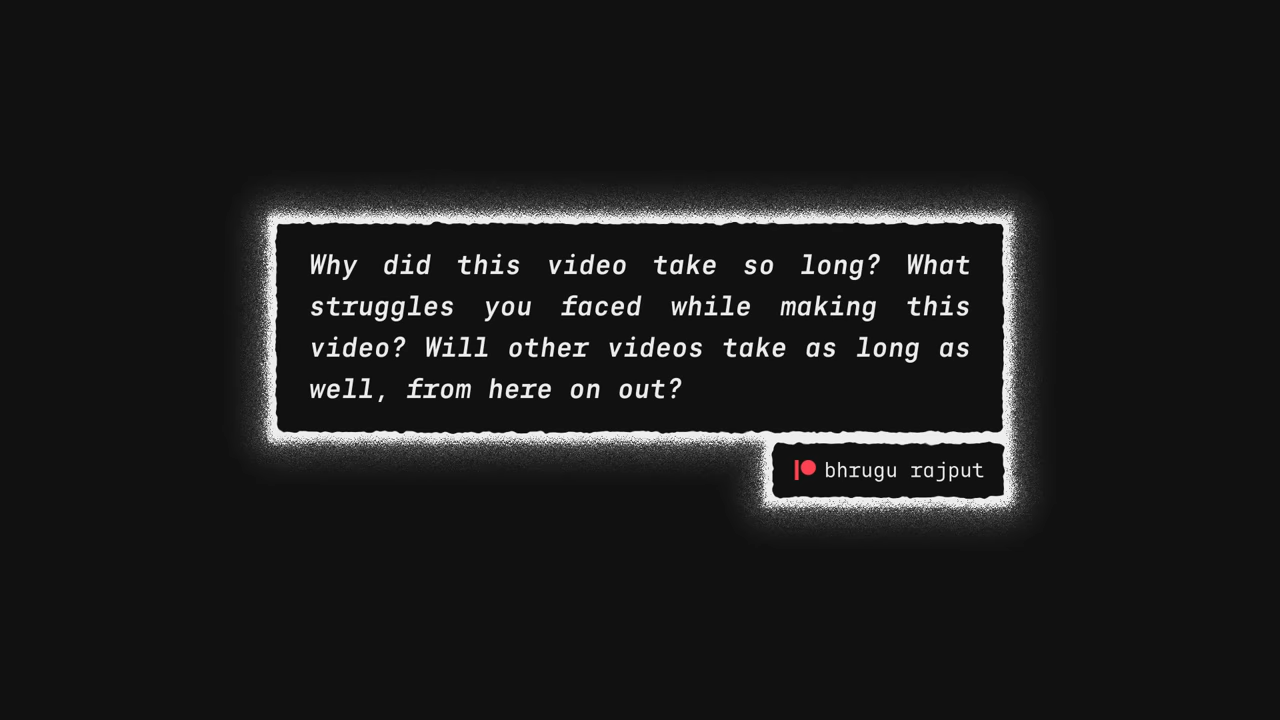 Why did this video take so long? What
struggles you faced while making this
video? Will other videos take as long as
well, from here on out?
bhrugu rajput